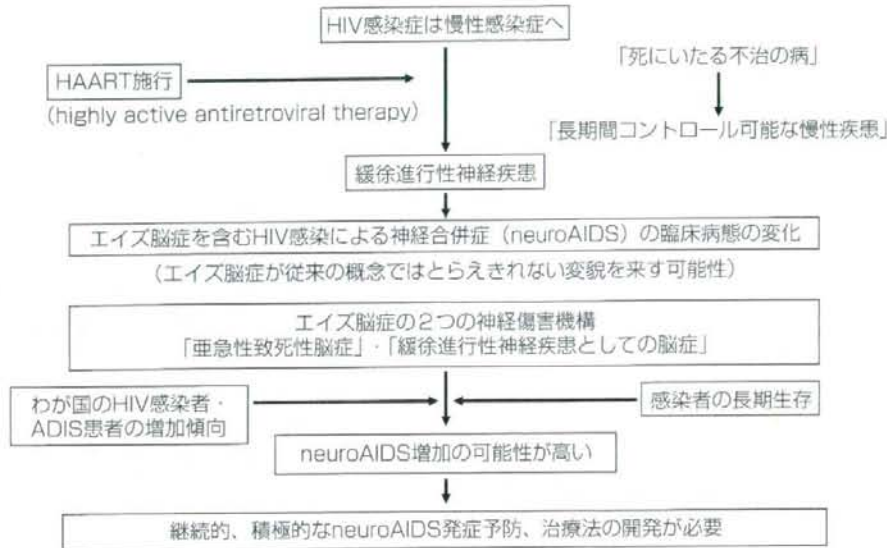 HIV感染症は慢性感染症へ
HAART施行
(highly active antiretroviral therapy)
「死にいたる不治の病」
「長期間コントロール可能な慢性疾患」
緩徐進行性神経疾患
エイズ脳症を含むHIV感染による神経合併症（neuroAIDS）の臨床病態の変化
（エイズ脳症が従来の概念ではとらえきれない変貌を来す可能性）
エイズ脳症の2つの神経傷害機構
「亜急性致死性脳症」・「緩徐進行性神経疾患としての脳症」
わが国のHIV感染者・
ADIS患者の増加傾向
感染者の長期生存
neuroAIDS増加の可能性が高い
継続的、積極的なneuroAIDS発症予防、治療法の開発が必要